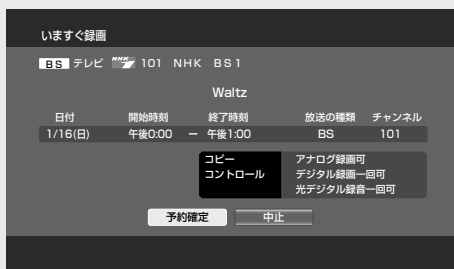 いますぐ録画
BS テレビ NHK 101 NHK BS1
Waltz
日付 開始時刻 終了時刻 放送の種類 チャンネル
1/16(日) 午後0:00 ー 午後1:00 BS 101
コピー アナログ録画可
コントロール デジタル録画一回可
光デジタル録音一回可
予約確定 中止